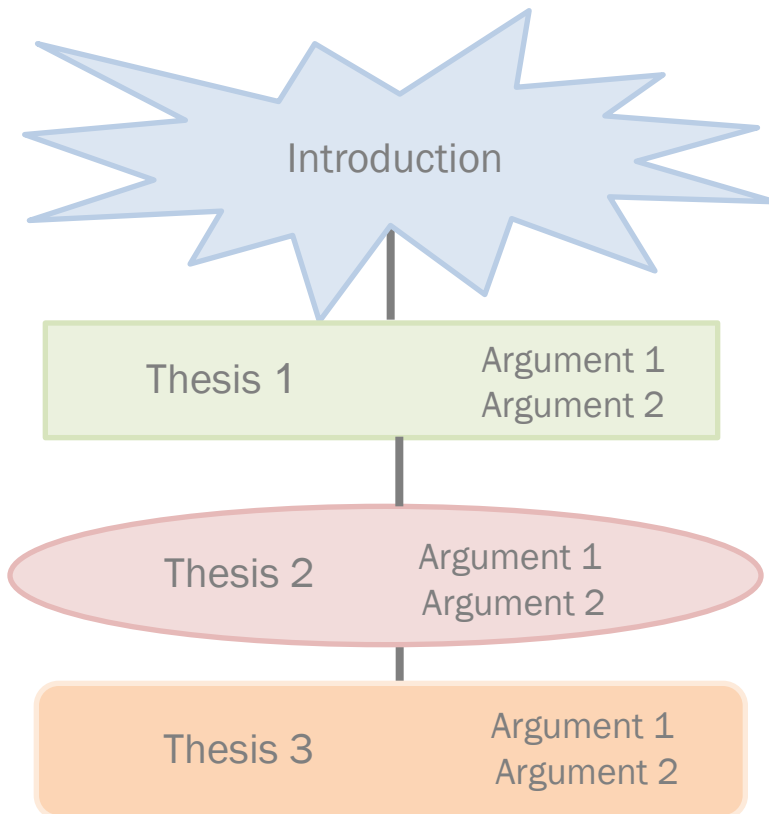 Introduction
Thesis 1
Argument 1
Argument 2
Thesis 2
Argument 1
Argument 2
Thesis 3
Argument 1
Argument 2